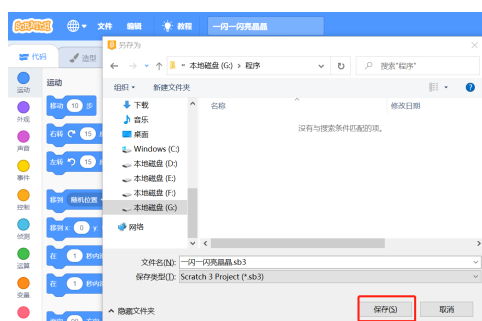 SCRATCH 文件 编辑 教程 一闪一闪亮晶晶
另存为
代码 造型
« 本地磁盘 (G:) › 程序 搜索"程序"
组织 新建文件夹
运动 运动
下载 名称 修改日期
移动 10 步
音乐 没有与搜索条件匹配的项。
外观
桌面
右转 15
声音
Windows (C:)
左转 15
本地磁盘 (D:)
事件
本地磁盘 (E:)
移到 随机位置
本地磁盘 (F:)
控制
本地磁盘 (G:)
移到 x 0 y
网络
侦测
在 1 秒内
文件名(N): 一闪一闪亮晶晶.sb3
运算
保存类型(T): Scratch 3 Project (*.sb3)
在 1 秒内
变量
隐藏文件夹 保存(S) 取消